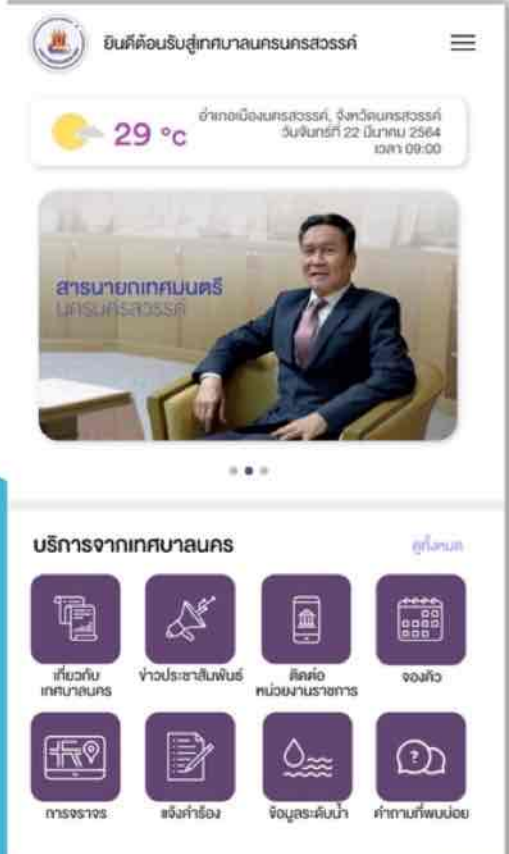 ยินดีต้อนรับสู่เทศบาลนครนครสวรรค์
29 °c
อำเภอเมืองนครสวรรค์, จังหวัดนครสวรรค์
วันจันทร์ที่ 22 มีนาคม 2564
เวลา 09:00
สารนายกเทศมนตรี
นครนครสวรรค์
บริการจากเทศบาลนคร
ดูทั้งหมด
เกี่ยวกับ
เทศบาลนคร
ข่าวประชาสัมพันธ์
ติดต่อ
หน่วยงานราชการ
จองคิว
การจราจร
แจ้งคำร้อง
ข้อมูลระดับน้ำ
คำถามที่พบบ่อย